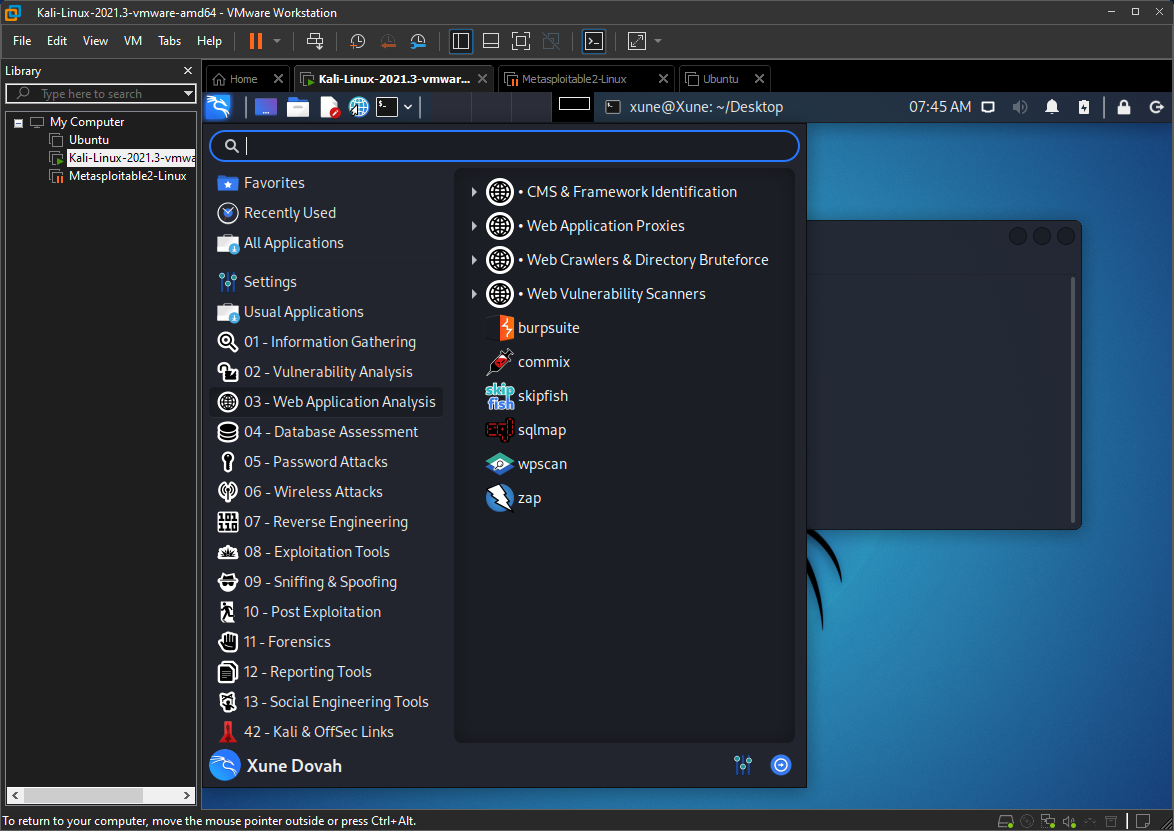 Kali-Linux-2021.3-vmware-amd64 - VMware Workstation
File Edit View VM Tabs Help
Library
Type here to search
My Computer
Ubuntu
Kali-Linux-2021.3-vmwa
Metasploitable2-Linux
Home
Kali-Linux-2021.3-vmwar...
Metasploitable2-Linux
Ubuntu
xune@Xune: ~/Desktop
07:45 AM
Favorites
Recently Used
All Applications
Settings
Usual Applications
01 - Information Gathering
02 - Vulnerability Analysis
03 - Web Application Analysis
04 - Database Assessment
05 - Password Attacks
06 - Wireless Attacks
07 - Reverse Engineering
08 - Exploitation Tools
09 - Sniffing & Spoofing
10 - Post Exploitation
11 - Forensics
12 - Reporting Tools
13 - Social Engineering Tools
42 - Kali & OffSec Links
• CMS & Framework Identification
• Web Application Proxies
• Web Crawlers & Directory Bruteforce
• Web Vulnerability Scanners
burpsuite
commix
skip
fish
skipfish
sqlmap
wpscan
zap
Xune Dovah
To return to your computer, move the mouse pointer outside or press Ctrl+Alt.